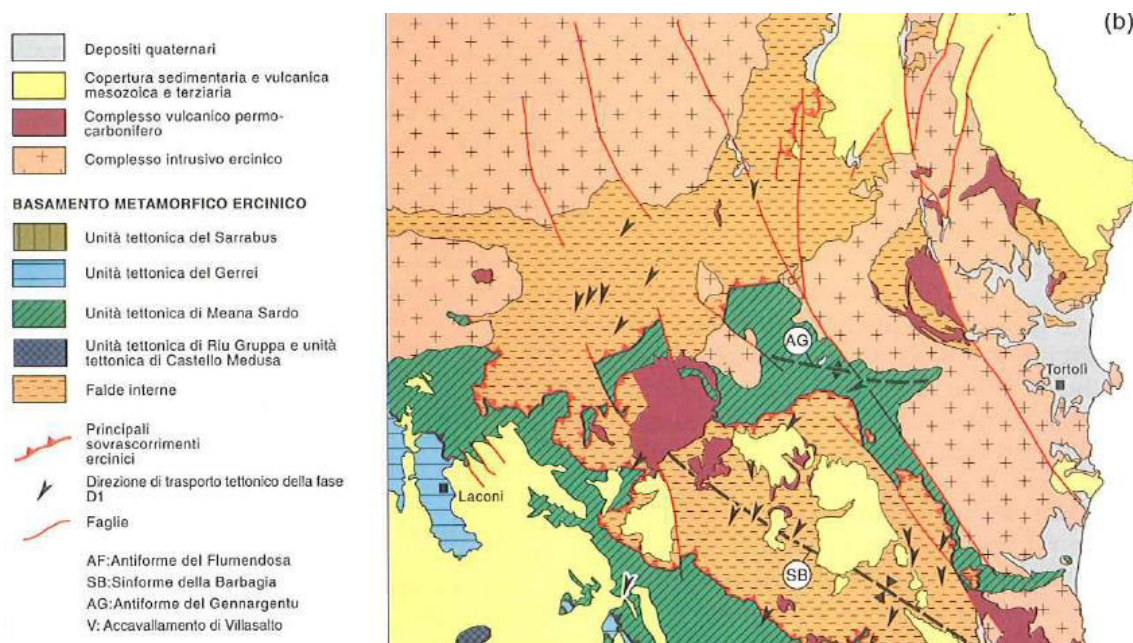 (b)
Depositi quaternari
Copertura sedimentaria e vulcanica
mesozoica e terziaria
Complesso vulcanico permo-
carbonifero
Complesso intrusivo ercinico
BASAMENTO METAMORFICO ERCINICO
Unità tettonica del Sarrabus
Unità tettonica del Gerrei
Unità tettonica di Meana Sardo
Unità tettonica di Riu Gruppa e unità
tettonica di Castello Medusa
Falde interne
Principali
sovrascorrimenti
ercinici
Direzione di trasporto tettonico della fase
D1
Faglie
AF:Antiforme del Flumendosa
SB:Sinforme della Barbagia
AG:Antiforme del Gennargentu
V: Accavallamento di Villasalto
AG
Tortolì
Laconi
SB